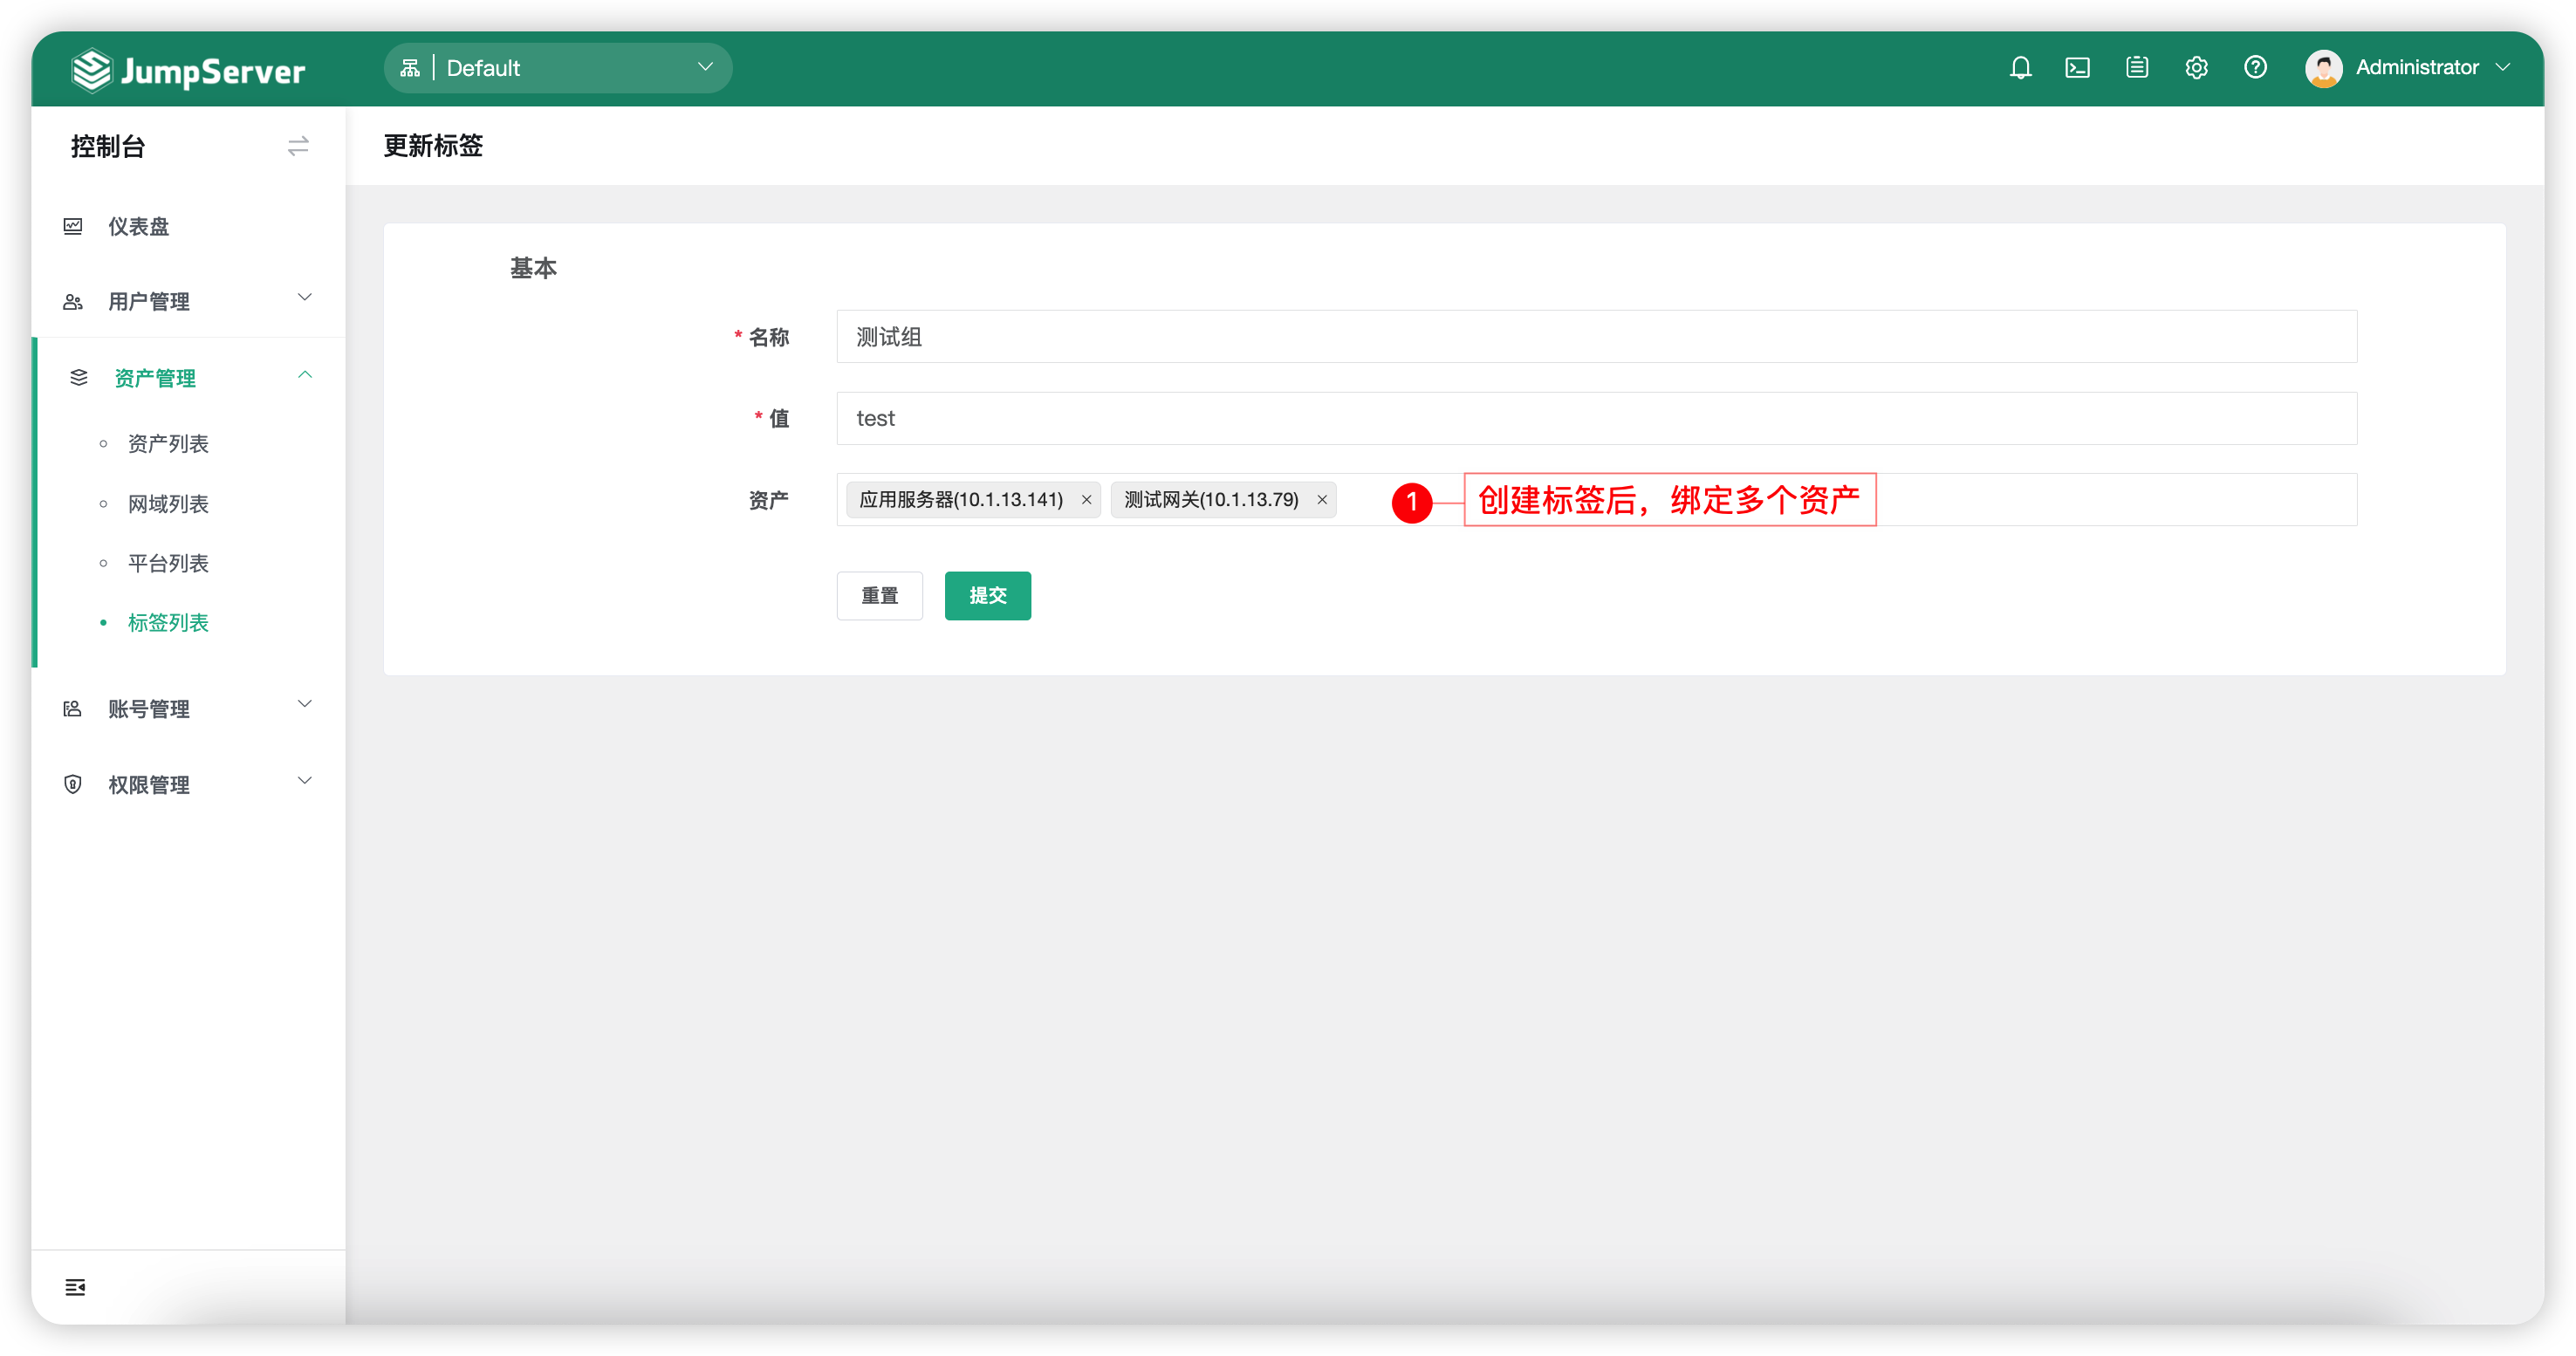 JumpServer
Default
Administrator
控制台
更新标签
仪表盘
用户管理
资产管理
资产列表
网域列表
平台列表
标签列表
账号管理
权限管理
基本
* 名称
测试组
* 值
test
资产
应用服务器(10.1.13.141) ×
测试网关(10.1.13.79) ×
1
创建标签后，绑定多个资产
重置
提交